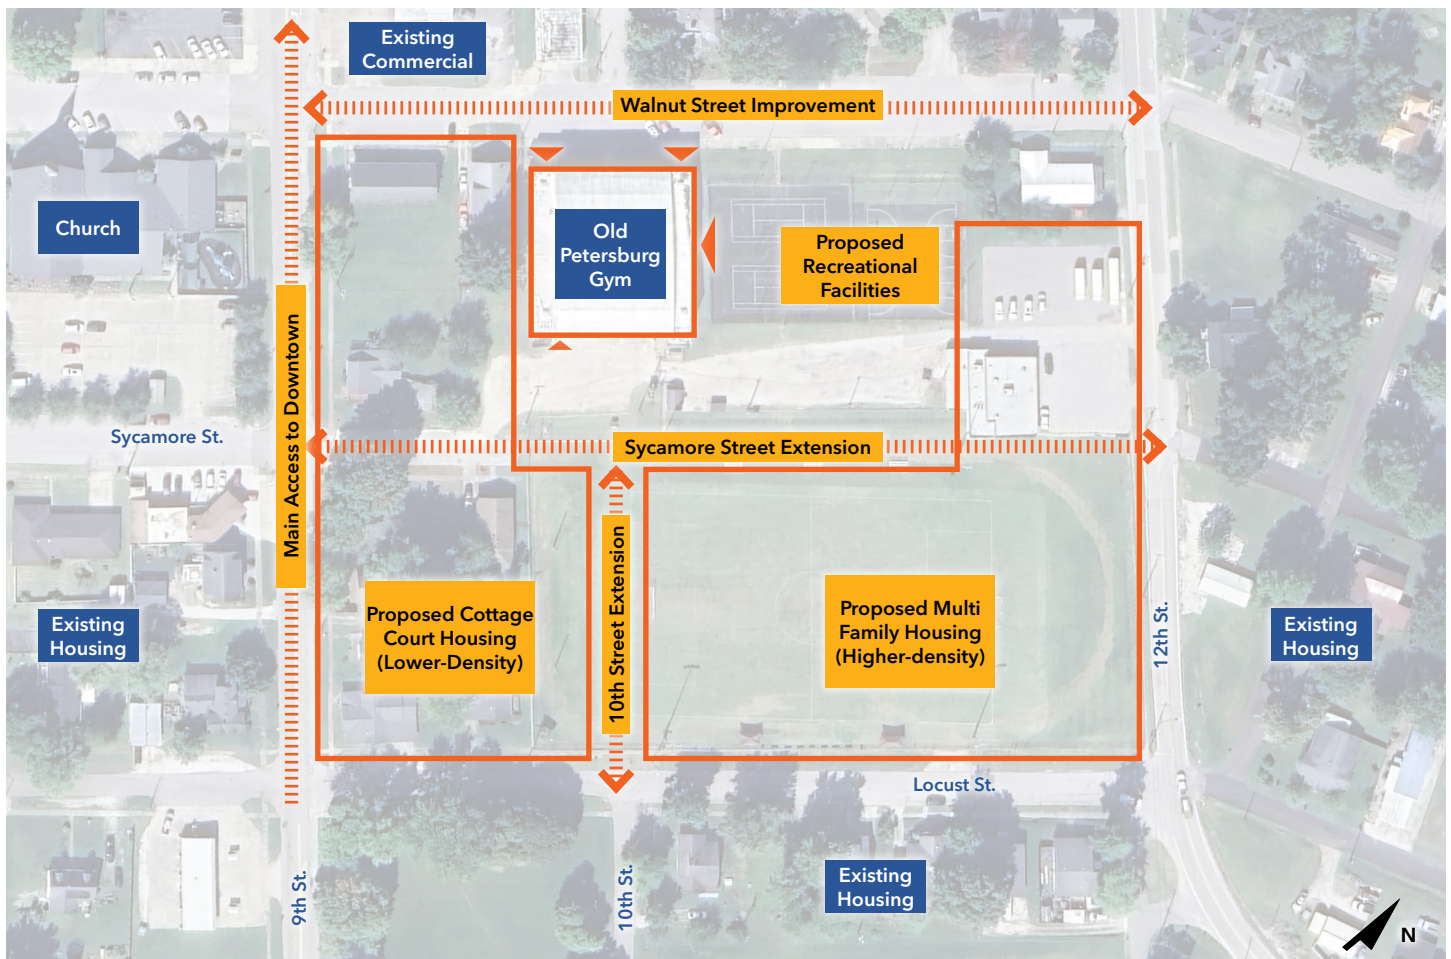 Existing
Commercial
Walnut Street Improvement
Church
Old
Petersburg
Gym
Proposed
Recreational
Facilities
Main Access to Downtown
Sycamore St.
Sycamore Street Extension
10th Street Extension
Proposed Cottage
Court Housing
(Lower-Density)
Proposed Multi
Family Housing
(Higher-density)
Existing
Housing
12th St.
Existing
Housing
Locust St.
9th St.
10th St.
Existing
Housing
N